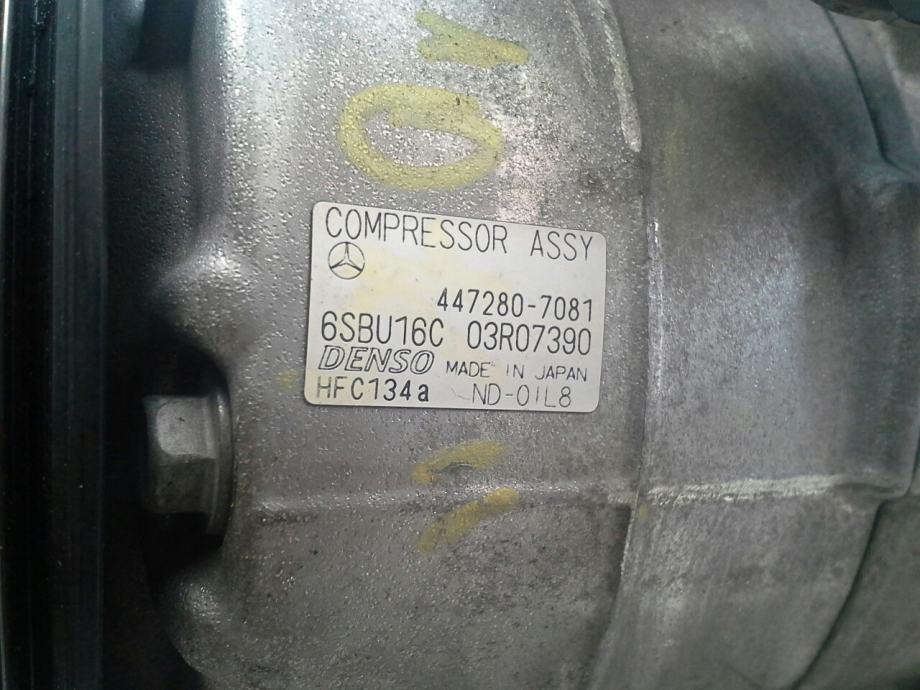 COMPRESSOR ASSY
447280-7081
6SBU16C 03R07390
DENSO MADE IN JAPAN
HFC134a ND-OIL8